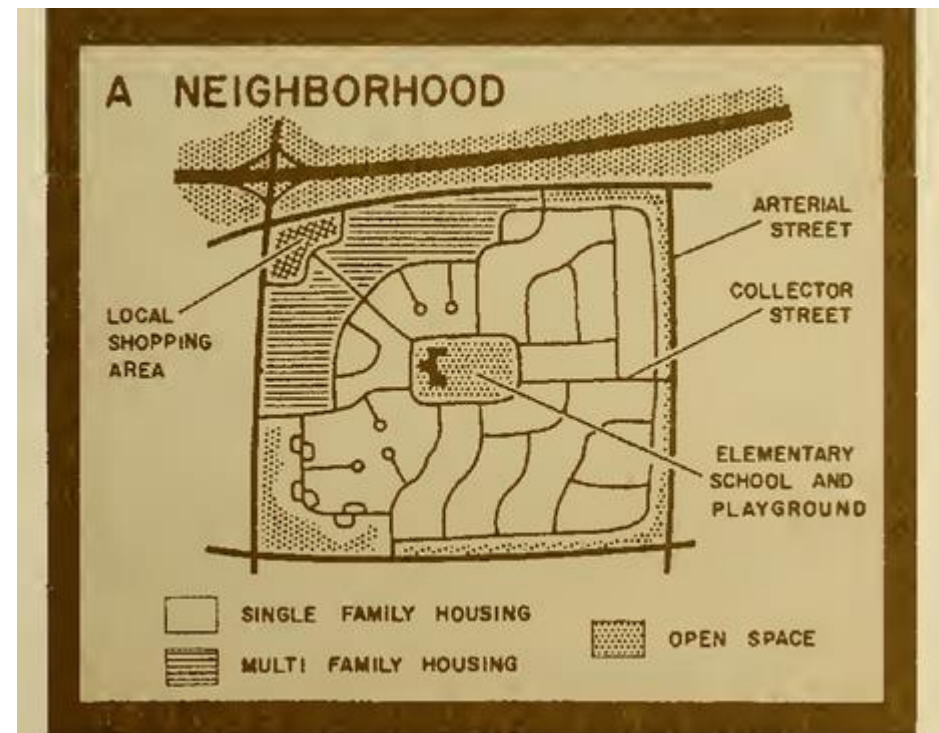 A NEIGHBORHOOD
ARTERIAL
STREET
COLLECTOR
STREET
LOCAL
SHOPPING
AREA
ELEMENTARY
SCHOOL AND
PLAYGROUND
SINGLE FAMILY HOUSING
MULTI FAMILY HOUSING
OPEN SPACE